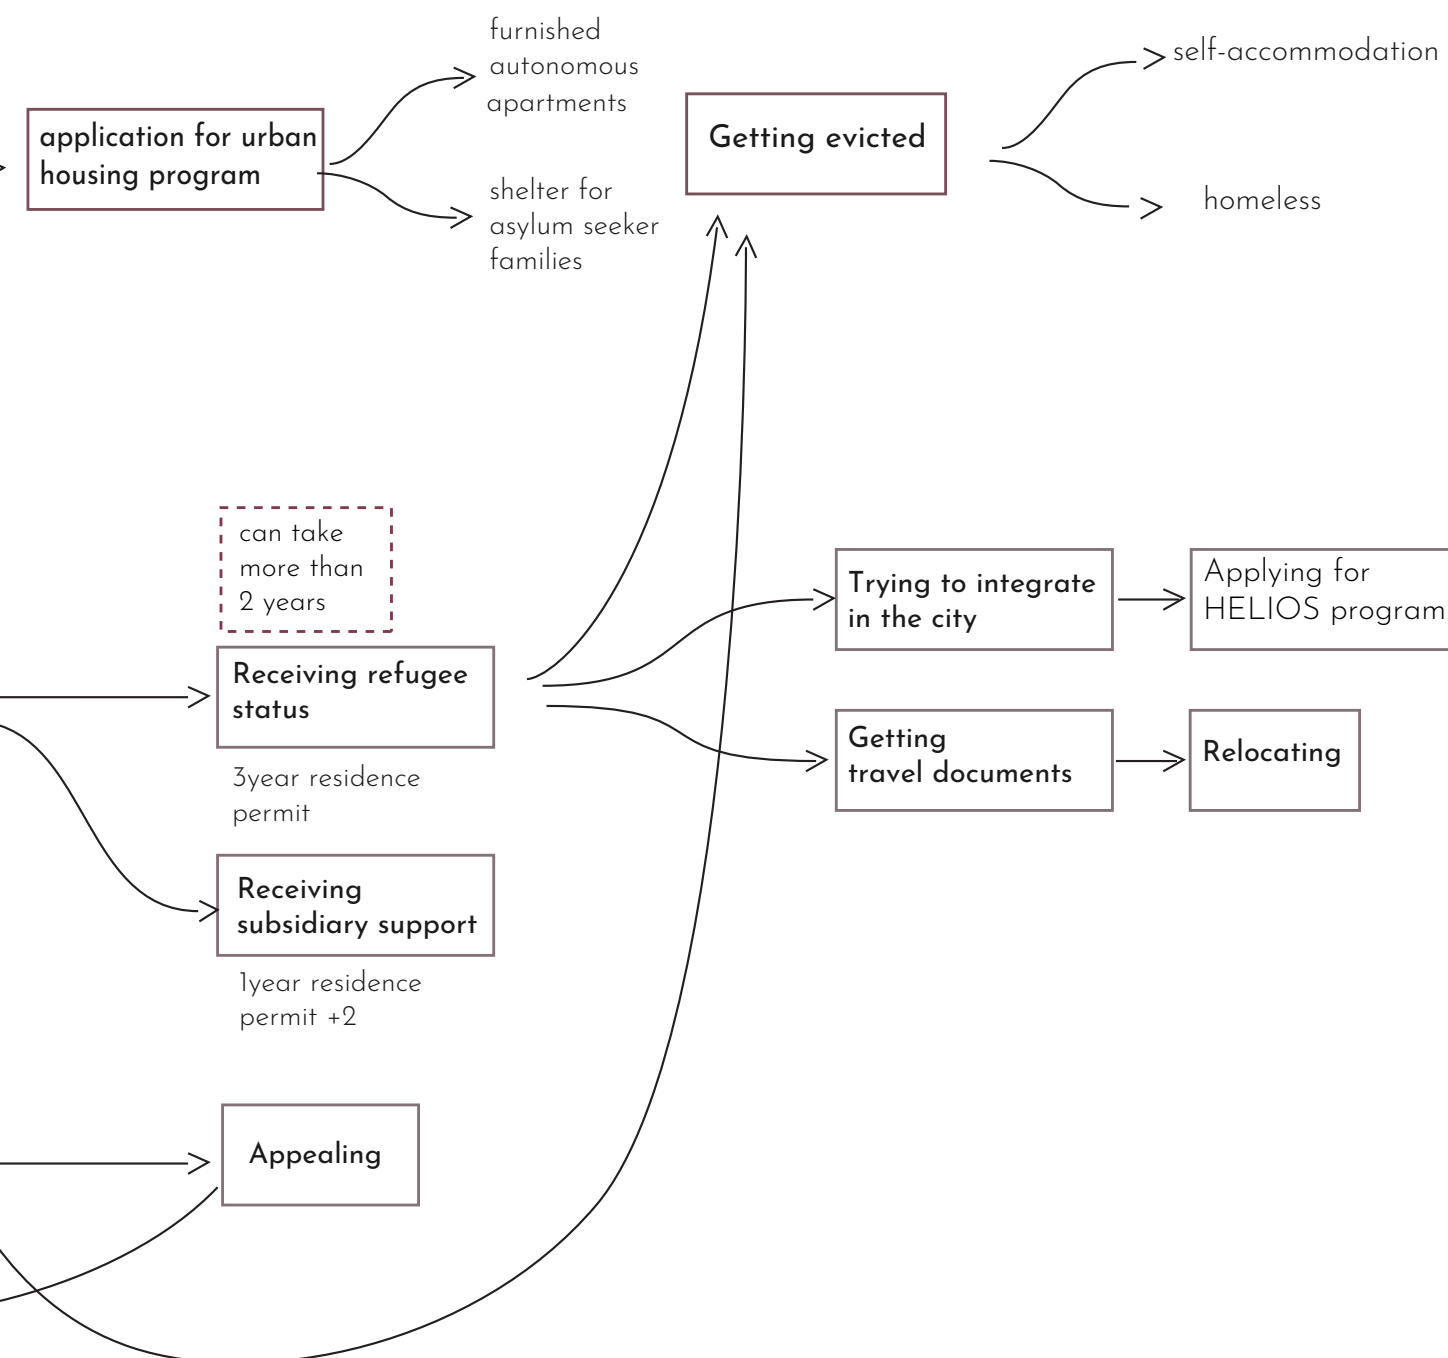 furnished
autonomous
apartments
self-accommodation
application for urban
housing program
Getting evicted
shelter for
asylum seeker
families
homeless
can take
more than
2 years
Trying to integrate
in the city
Applying for
HELIOS program
Receiving refugee
status
3year residence
permit
Getting
travel documents
Relocating
Receiving
subsidiary support
1year residence
permit +2
Appealing